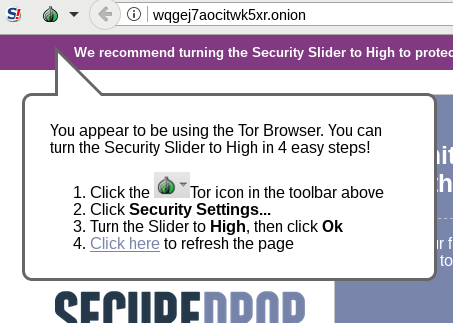 wqgej7aocitwk5xr.onion
We recommend turning the Security Slider to High to protec
You appear to be using the Tor Browser. You can
turn the Security Slider to High in 4 easy steps!
1. Click the Tor icon in the toolbar above
2. Click Security Settings...
3. Turn the Slider to High, then click Ok
4. Click here to refresh the page
SECUREDROP